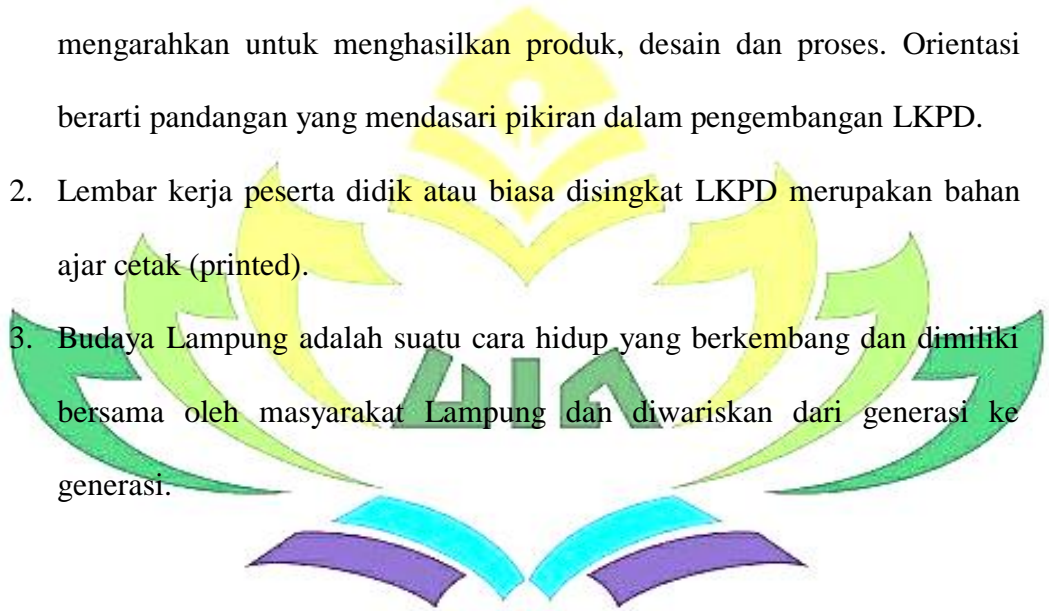 mengarahkan untuk menghasilkan produk, desain dan proses. Orientasi
berarti pandangan yang mendasari pikiran dalam pengembangan LKPD.
2. Lembar kerja peserta didik atau biasa disingkat LKPD merupakan bahan
ajar cetak (printed).
3. Budaya Lampung adalah suatu cara hidup yang berkembang dan dimiliki
bersama oleh masyarakat Lampung dan diwariskan dari generasi ke
generasi.